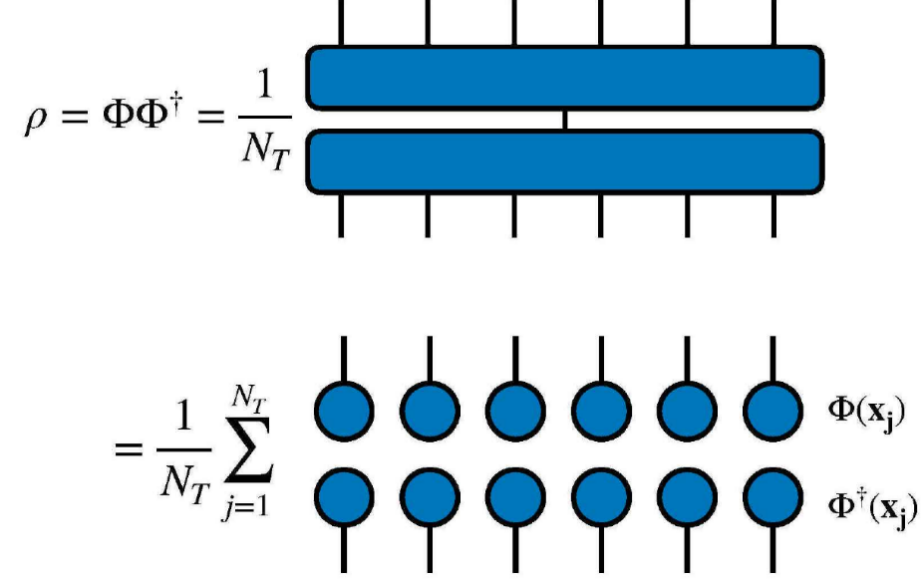 ρ = ΦΦ† = 1/N_T
= 1/N_T ∑_{j=1}^{N_T}
Φ(x_j)
Φ†(x_j)